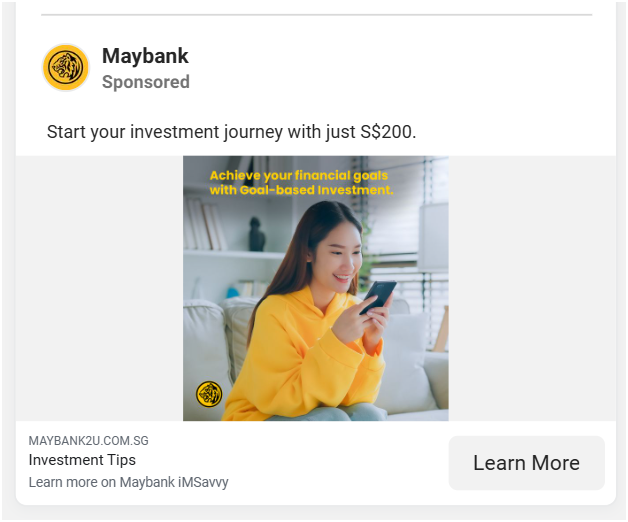 Maybank
Sponsored
Start your investment journey with just S$200.
Achieve your financial goals
with Goal-based Investment.
MAYBANK2U.COM.SG
Investment Tips
Learn more on Maybank iMSavvy
Learn More